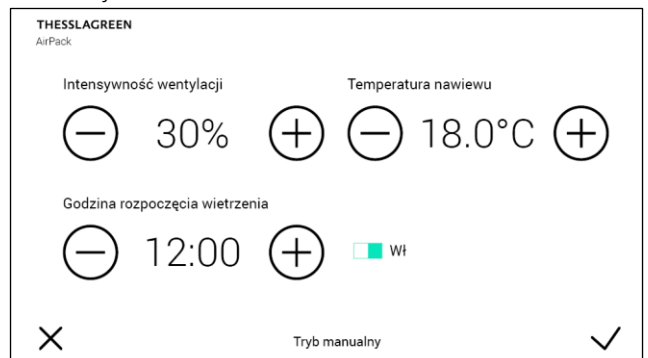 THESSLAGREEN
AirPack
Intensywność wentylacji Temperatura nawiewu
30% 18.0°C
Godzina rozpoczęcia wietrzenia
12:00 Wł
Tryb manualny